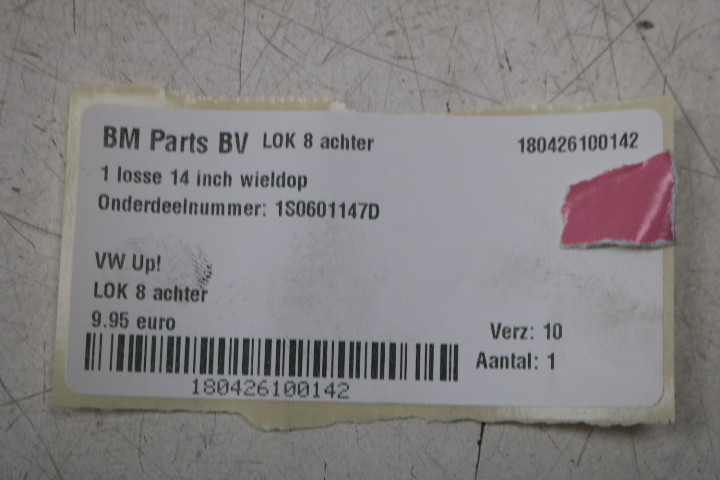 BM Parts BV LOK 8 achter 180426100142
1 losse 14 inch wieldop
Onderdeelnummer: 1S0601147D
VW Up!
LOK 8 achter
9.95 euro
Verz: 10
Aantal: 1
180426100142